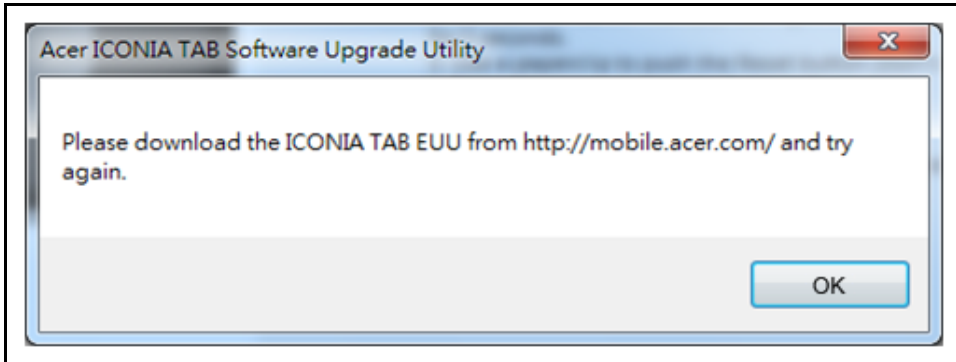 Acer ICONIA TAB Software Upgrade Utility
Please download the ICONIA TAB EUU from http://mobile.acer.com/ and try
again.
OK